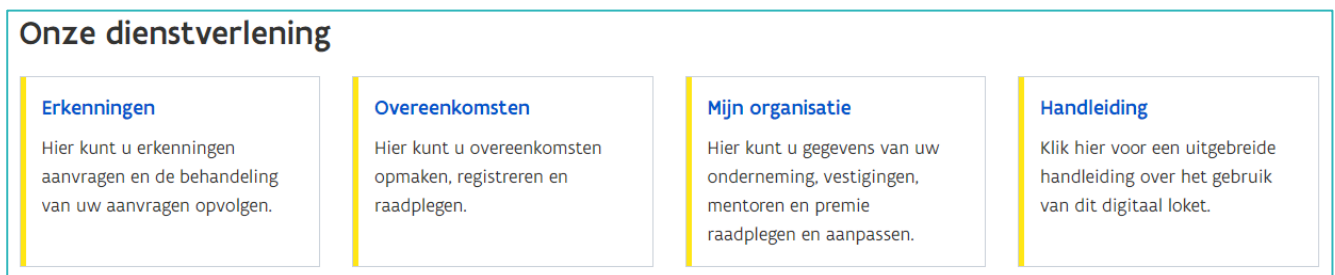 Onze dienstverlening
Erkenningen
Hier kunt u erkenningen
aanvragen en de behandeling
van uw aanvragen opvolgen.
Overeenkomsten
Hier kunt u overeenkomsten
opmaken, registreren en
raadplegen.
Mijn organisatie
Hier kunt u gegevens van uw
onderneming, vestigingen,
mentoren en premie
raadplegen en aanpassen.
Handleiding
Klik hier voor een uitgebreide
handleiding over het gebruik
van dit digitaal loket.